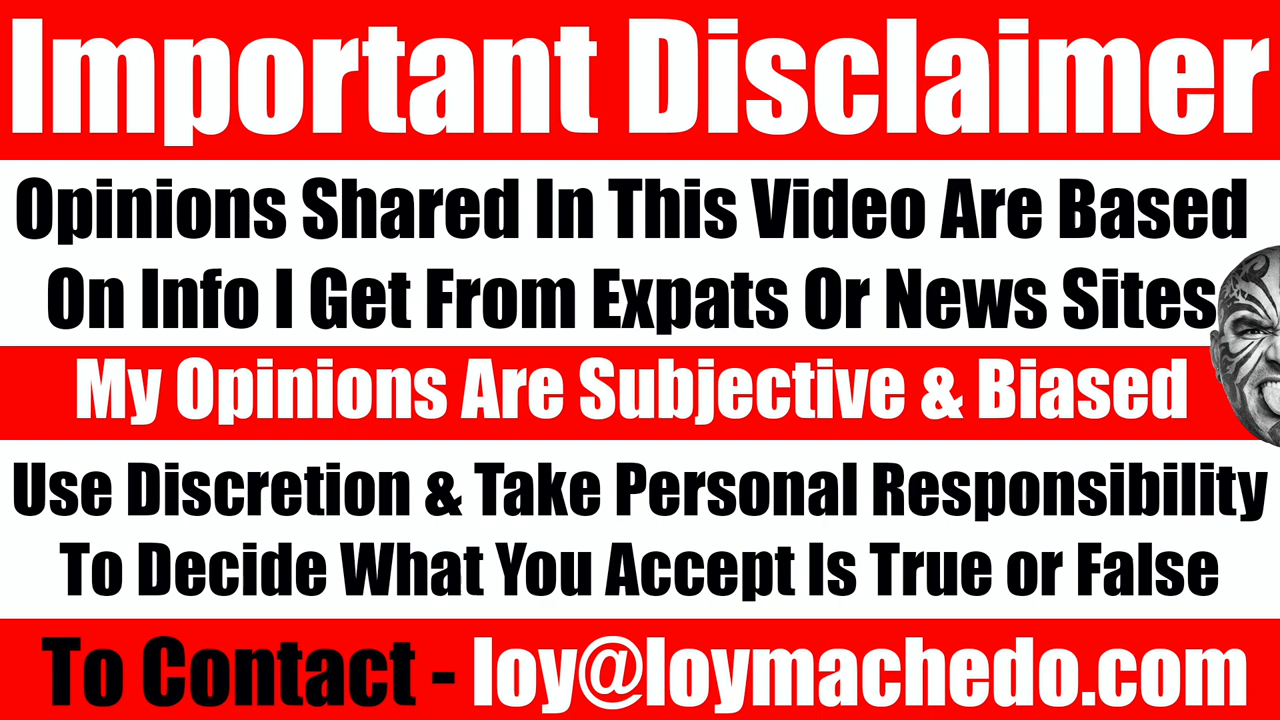 Important Disclaimer
Opinions Shared In This Video Are Based
On Info I Get From Expats Or News Sites
My Opinions Are Subjective & Biased
Use Discretion & Take Personal Responsibility
To Decide What You Accept Is True or False
To Contact - loy@loymachedo.com